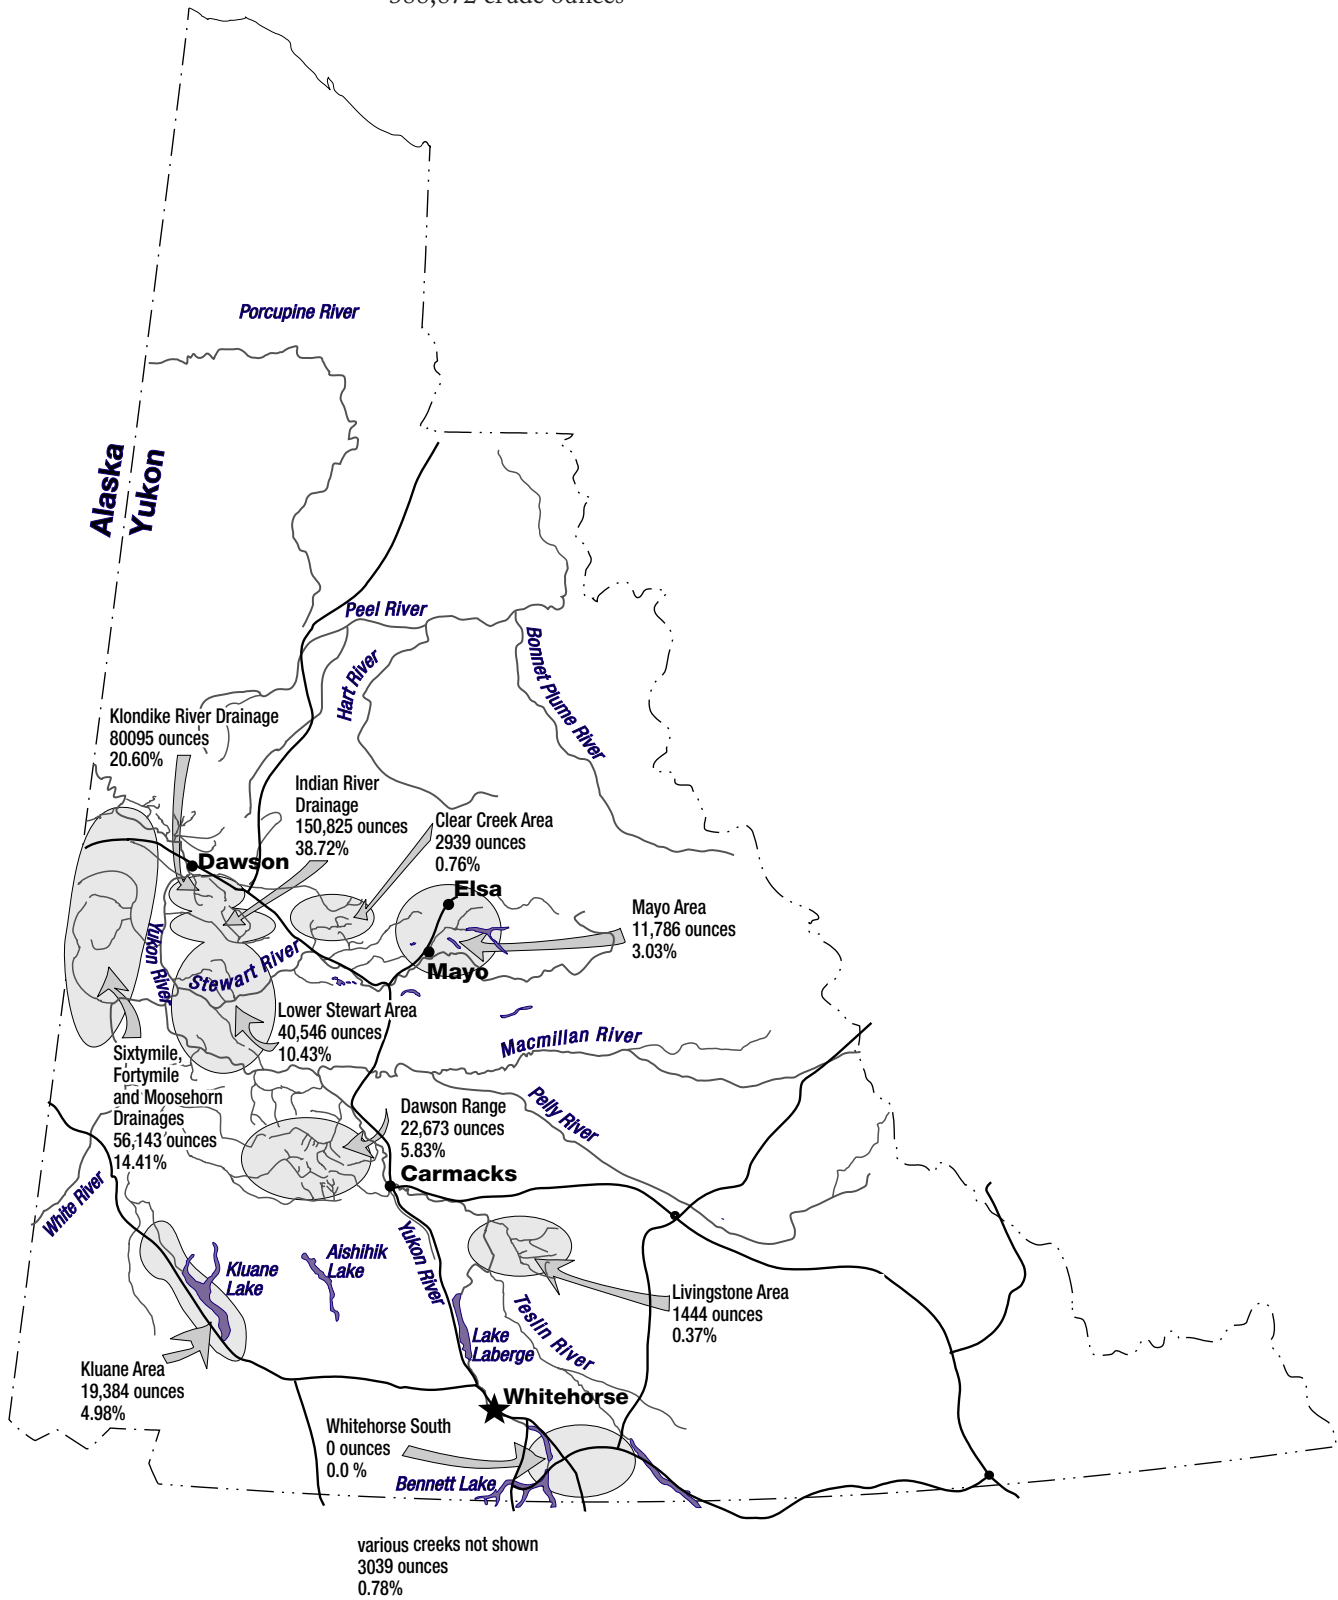 Porcupine River
Alaska
Yukon
Peel River
Hart River
Bonnet Plume River
Klondike River Drainage
80095 ounces
20.60%
Indian River
Drainage
150,825 ounces
38.72%
Clear Creek Area
2939 ounces
0.76%
Dawson
Elsa
Mayo Area
11,786 ounces
3.03%
Yukon River
Stewart River
Mayo
Lower Stewart Area
40,546 ounces
10.43%
Macmillan River
Sixtymile,
Fortymile
and Moosehorn
Drainages
56,143 ounces
14.41%
Pelly River
Dawson Range
22,673 ounces
5.83%
Carmacks
White River
Kluane
Lake
Aishihik
Lake
Yukon River
Teslin River
Livingstone Area
1444 ounces
0.37%
Lake
Laberge
Kluane Area
19,384 ounces
4.98%
Whitehorse
Whitehorse South
0 ounces
0.0 %
Bennett Lake
various creeks not shown
3039 ounces
0.78%